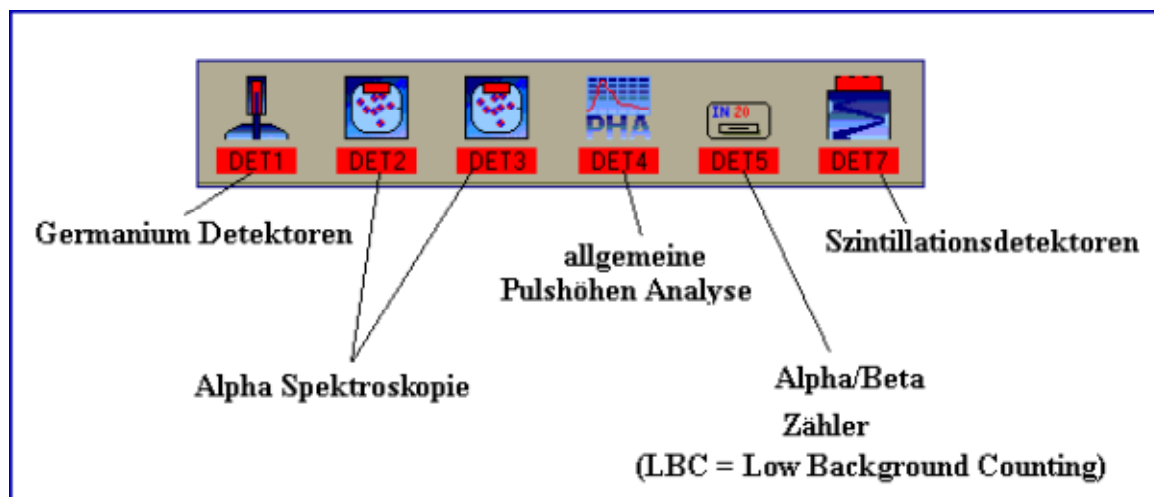 IN 20
PHA
DET1 DET2 DET3 DET4 DET5 DET7
Germanium Detektoren
allgemeine
Pulshöhen Analyse
Szintillationsdetektoren
Alpha Spektroskopie
Alpha/Beta
Zähler
(LBC = Low Background Counting)